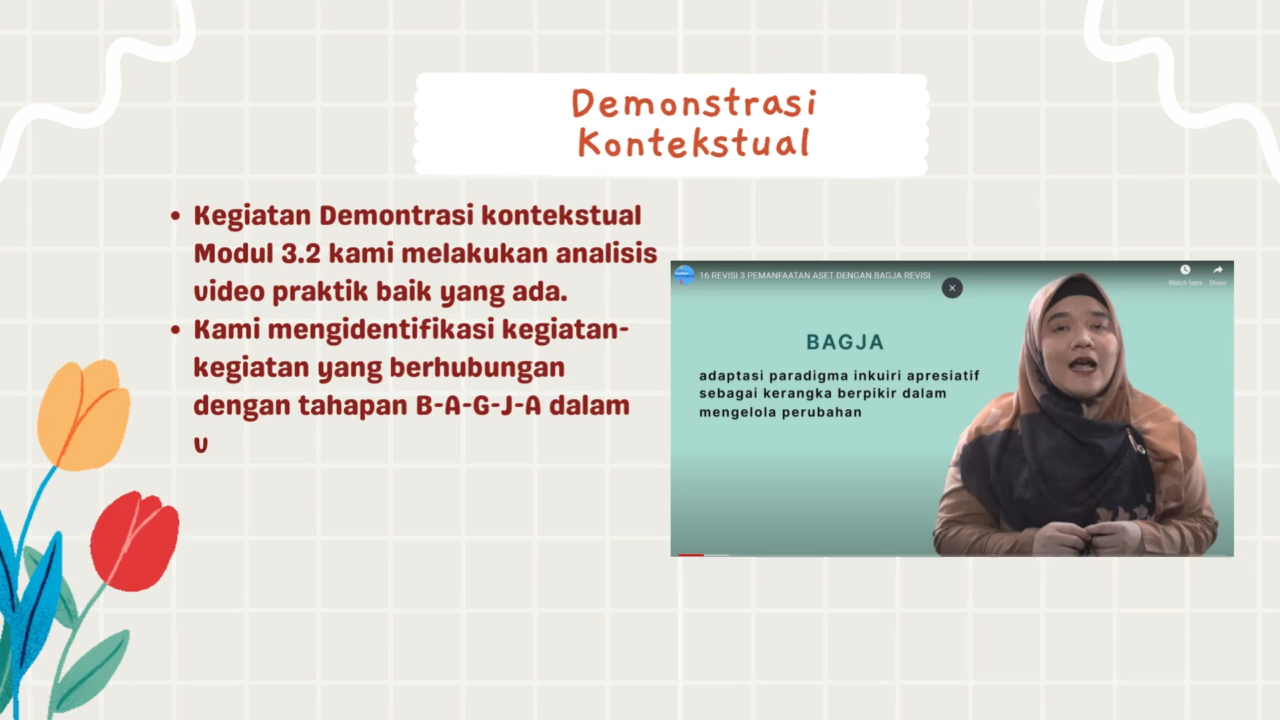 Demonstrasi
Kontekstual
• Kegiatan Demontrasi kontekstual
Modul 3.2 kami melakukan analisis
video praktik baik yang ada.
• Kami mengidentifikasi kegiatan-
kegiatan yang berhubungan
dengan tahapan B-A-G-J-A dalam
u
16 REVISI 3 PEMANFAATAN ASET DENGAN BAGJA REVISI
Watch later Share
BAGJA
adaptasi paradigma inkuiri apresiatif
sebagai kerangka berpikir dalam
mengelola perubahan